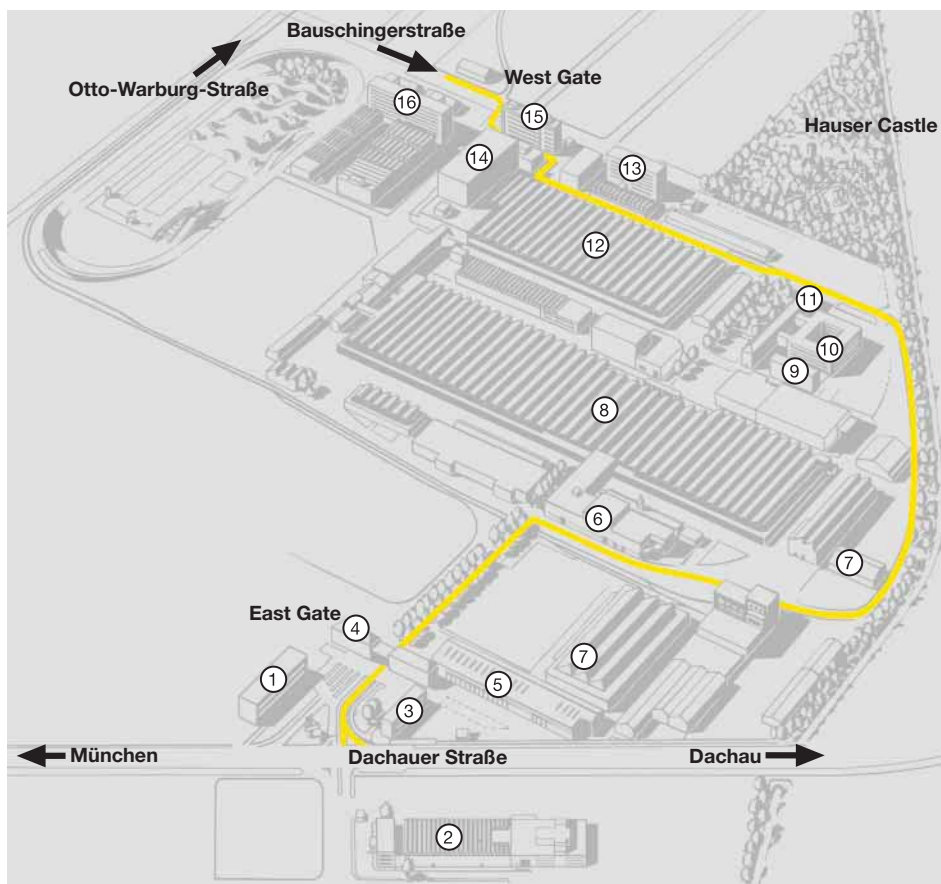 Bauschingerstraße
Otto-Warburg-Straße
West Gate
16
15
Hauser Castle
14
13
12
11
10
9
8
6
7
East Gate
4
7
1
5
3
München
Dachauer Straße
Dachau
2